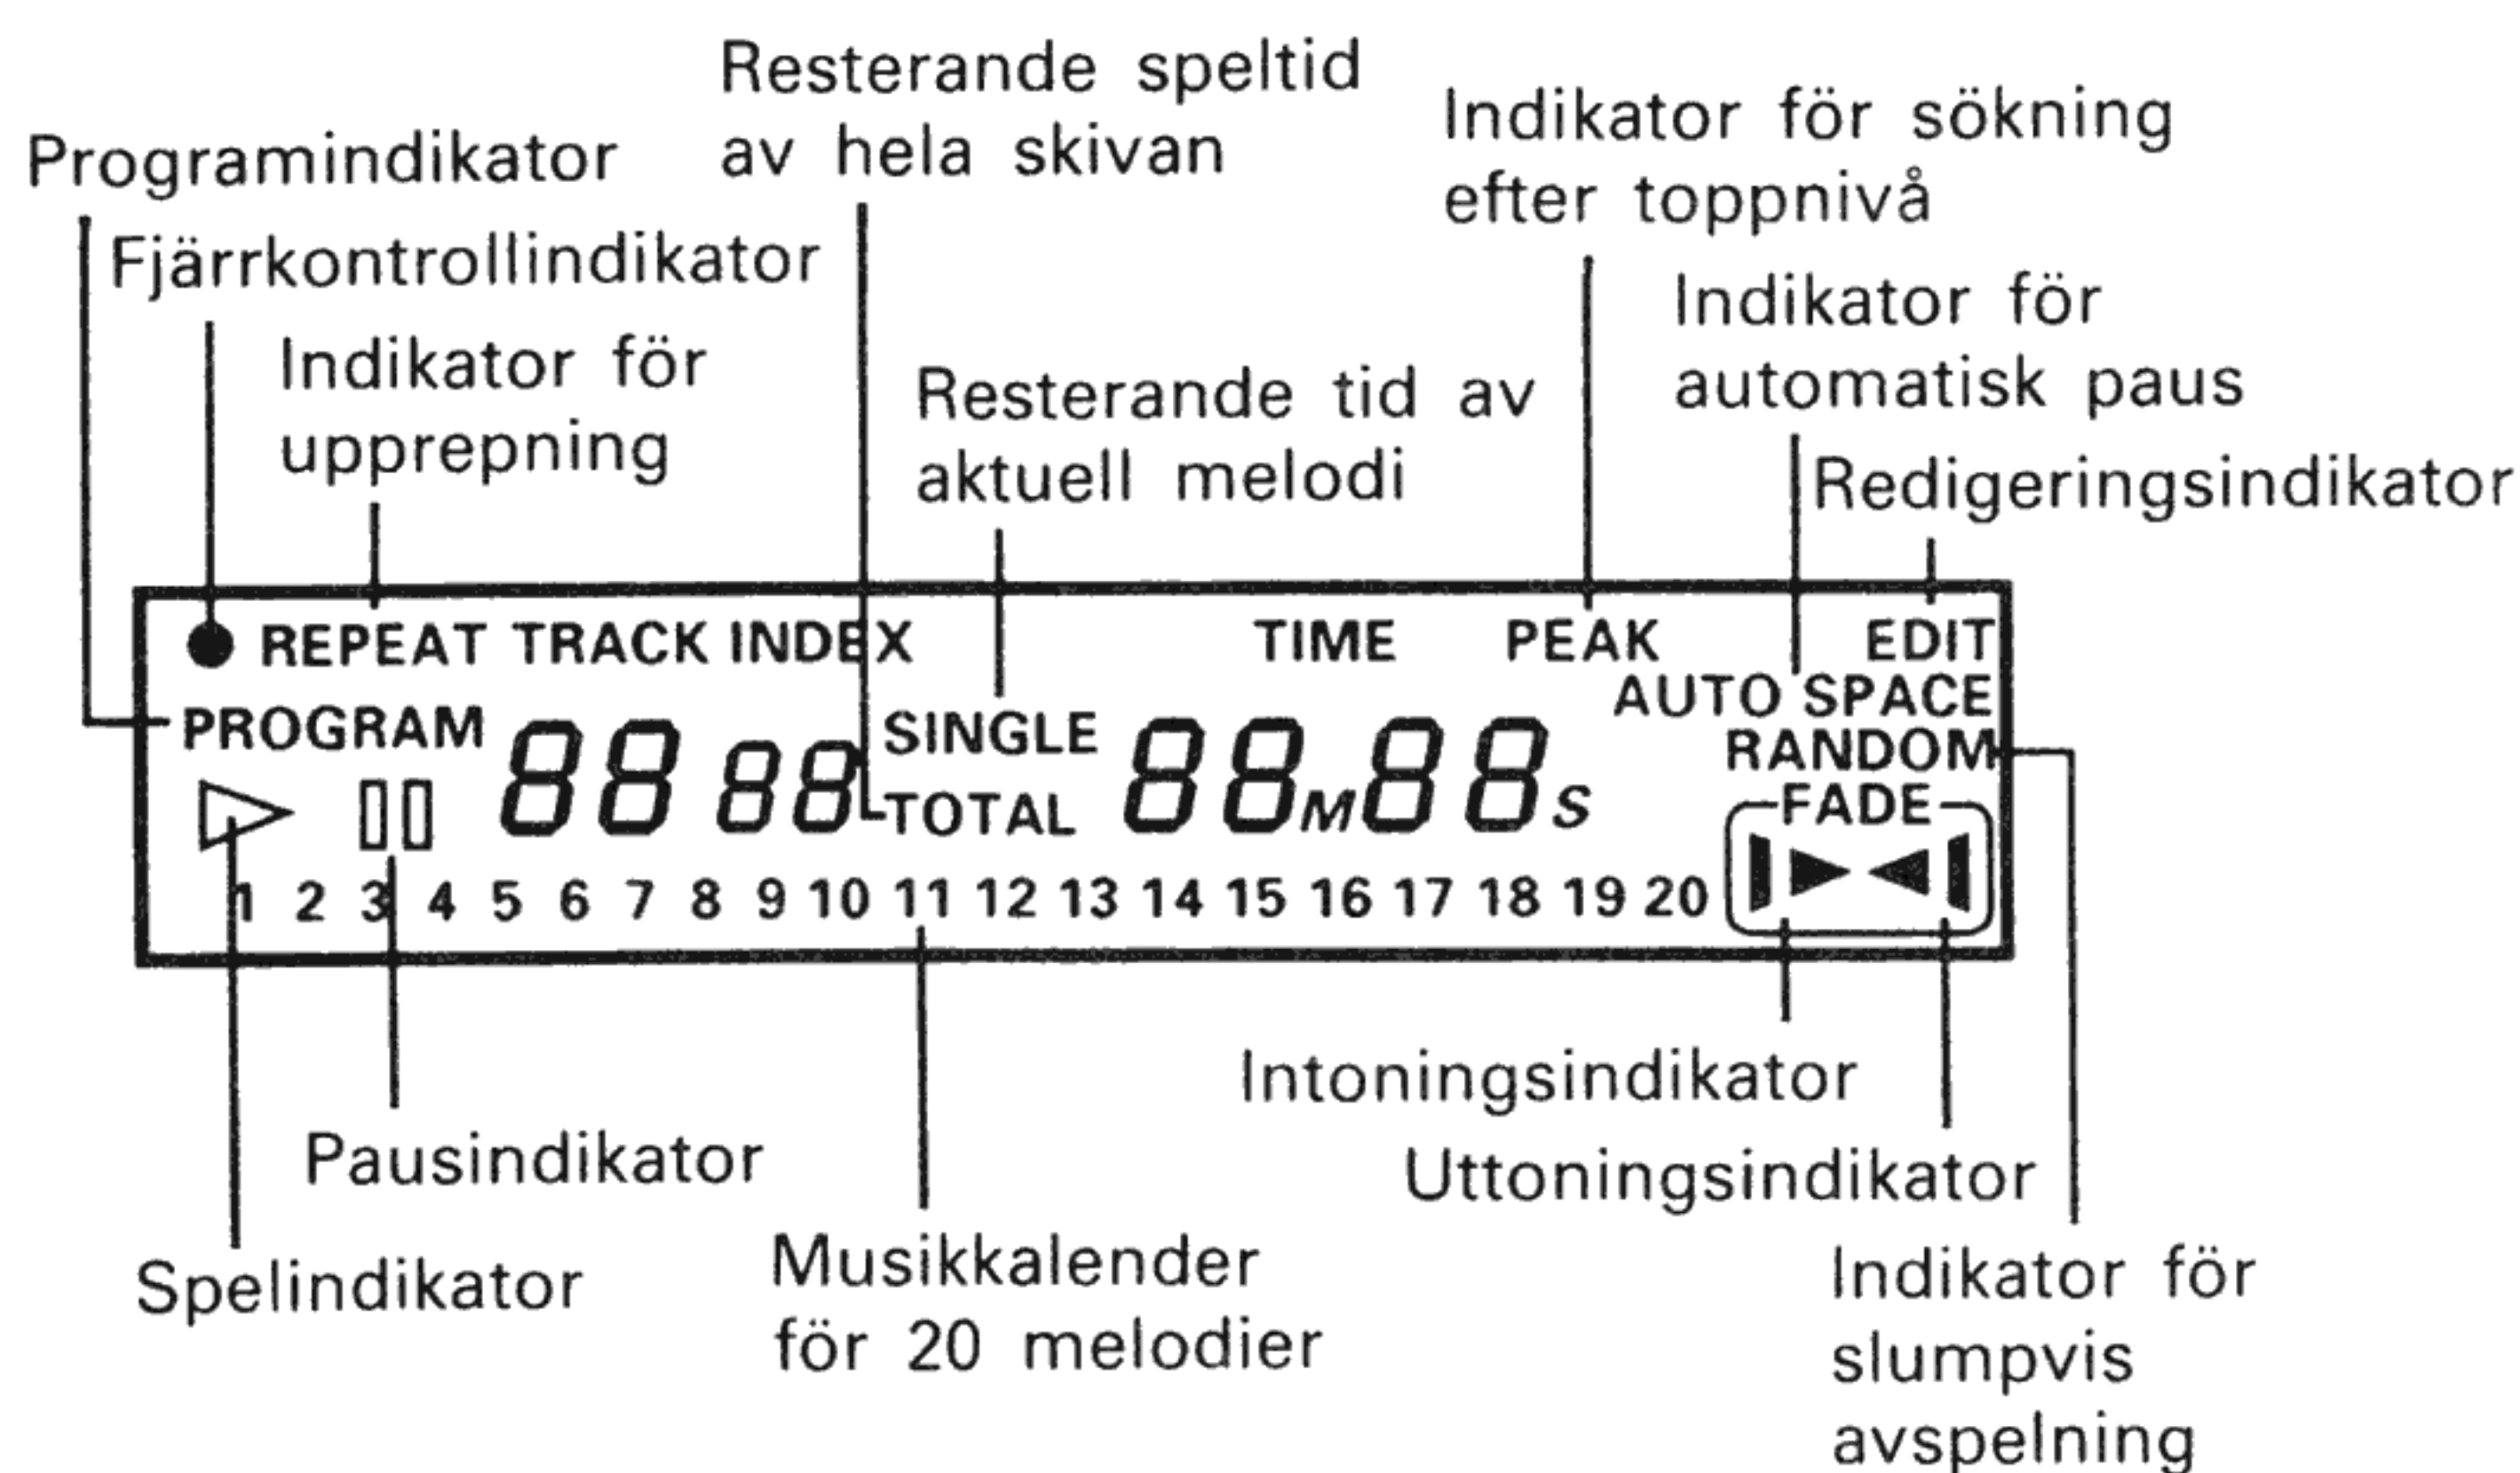 Resterande speltid
av hela skivan
Indikator för sökning
efter toppnivå
Programindikator
Fjärrkontrollindikator
Indikator för
upprepning
Resterande tid av
aktuell melodi
Indikator för
automatisk paus
Redigeringsindikator
REPEAT TRACK INDEX TIME PEAK EDIT
AUTO SPACE
PROGRAM 88 88 SINGLE 88M88S RANDOM
TOTAL FADE
1 2 3 4 5 6 7 8 9 10 11 12 13 14 15 16 17 18 19 20
Intoningsindikator
Pausindikator
Uttoningsindikator
Spelindikator
Musikkalender
för 20 melodier
Indikator för
slumpvis
avspelning